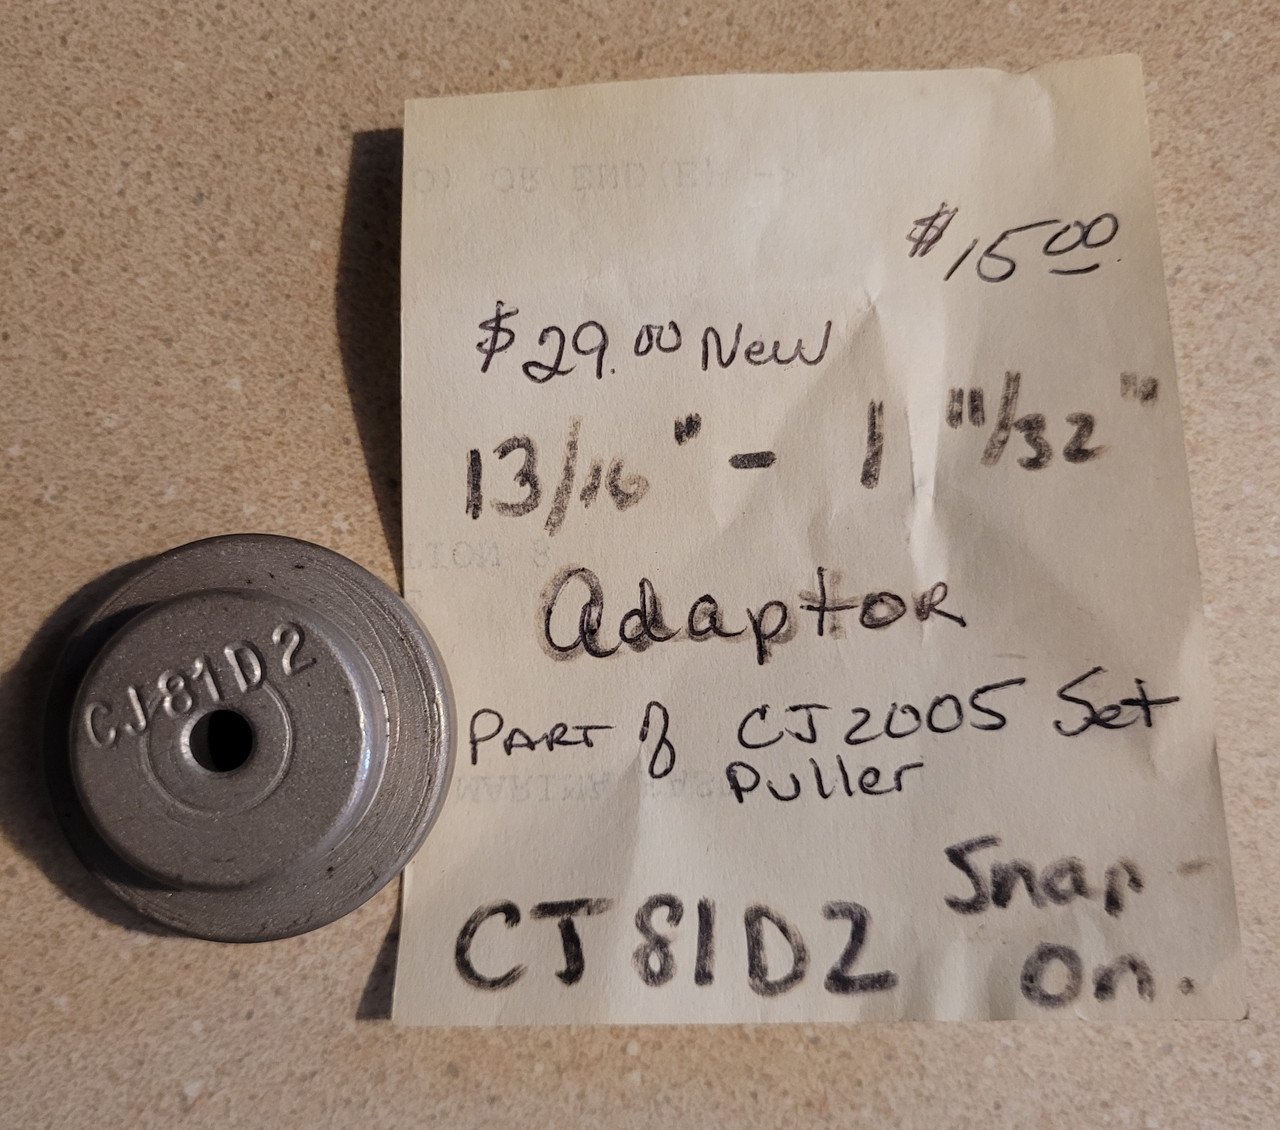 $15.00
$29.00 New
13/16" - 1 11/32"
Adaptor
PART of CJ2005 Set
Puller
Snap-
On.
CJ81D2
CJ81D2